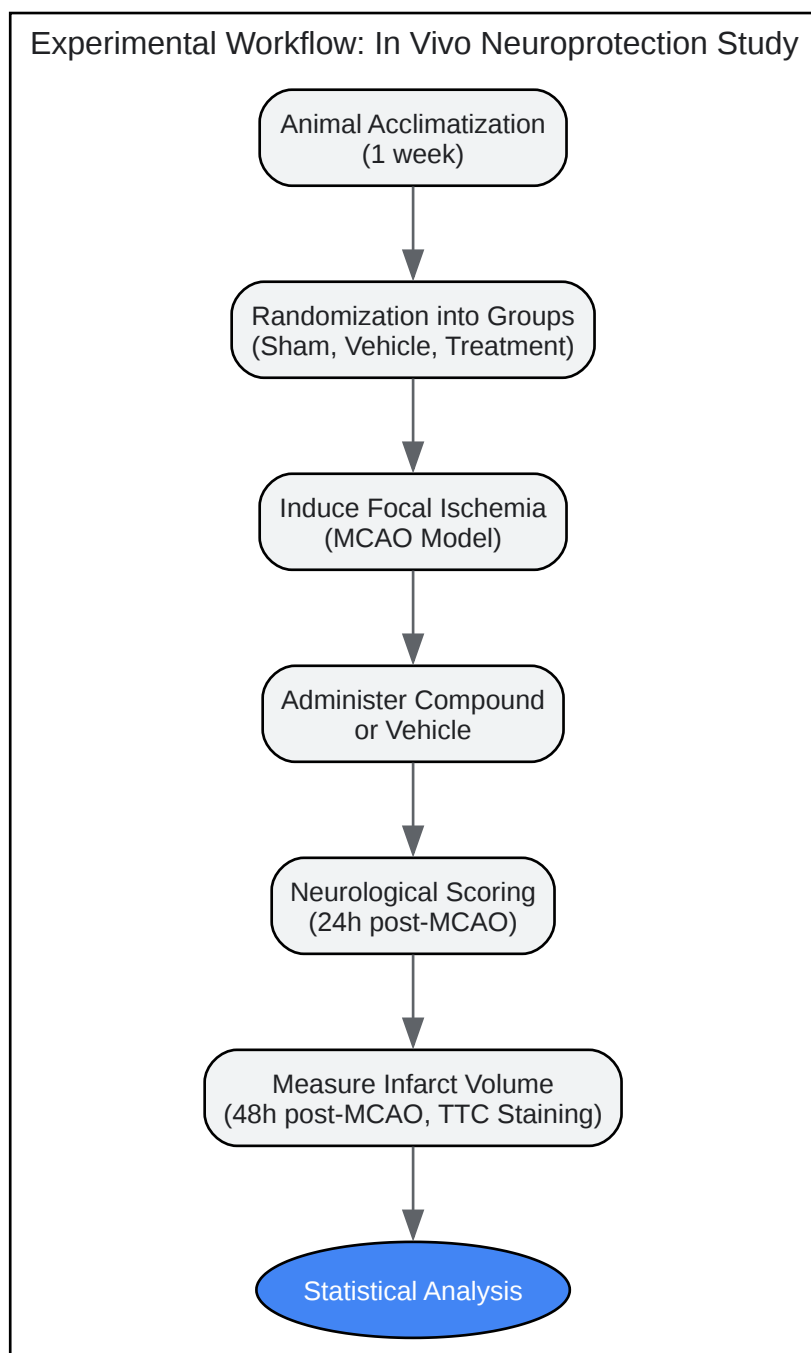 Experimental Workflow: In Vivo Neuroprotection Study
Animal Acclimatization
(1 week)
Randomization into Groups
(Sham, Vehicle, Treatment)
Induce Focal Ischemia
(MCAO Model)
Administer Compound
or Vehicle
Neurological Scoring
(24h post-MCAO)
Measure Infarct Volume
(48h post-MCAO, TTC Staining)
Statistical Analysis